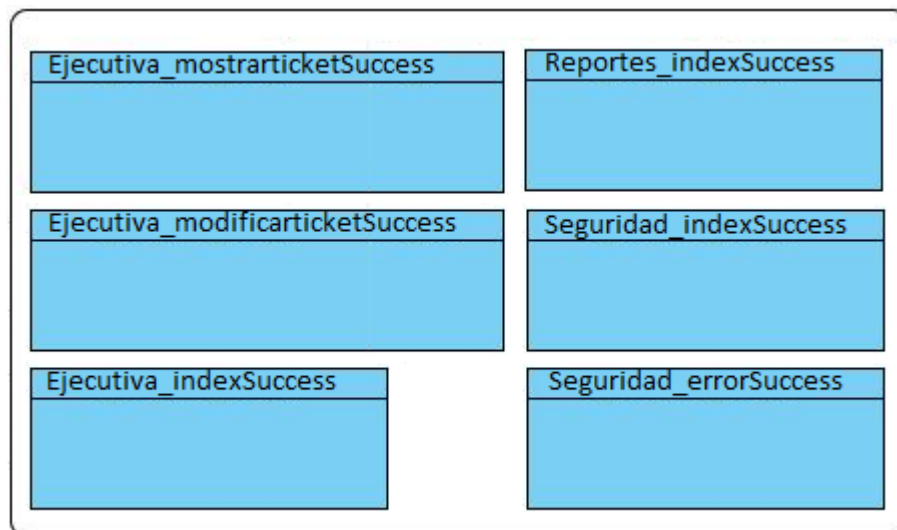 Ejecutiva_mostrarticketSuccess
Reportes_indexSuccess
Ejecutiva_modificarticketSuccess
Seguridad_indexSuccess
Ejecutiva_indexSuccess
Seguridad_errorSuccess